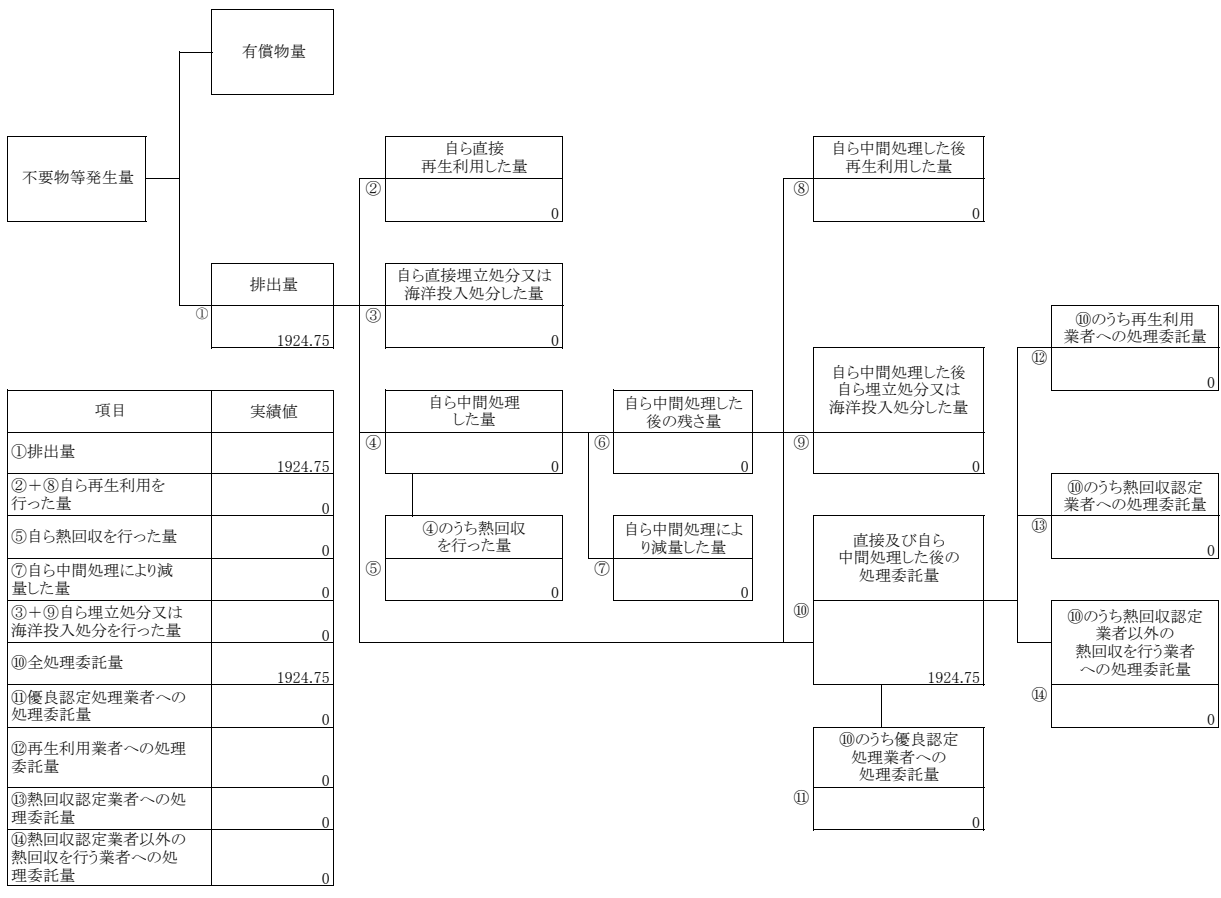 有償物量
不要物等発生量
排出量
①
1924.75
自ら直接
再生利用した量
②
0
自ら直接埋立処分又は
海洋投入処分した量
③
0
自ら中間処理
した量
④
0
④のうち熱回収
を行った量
⑤
0
自ら中間処理した
後の残さ量
⑥
0
自ら中間処理によ
り減量した量
⑦
0
自ら中間処理した後
再生利用した量
⑧
0
自ら中間処理した後
自ら埋立処分又は
海洋投入処分した量
⑨
0
直接及び自ら
中間処理した後の
処理委託量
⑩
1924.75
⑩のうち優良認定
処理業者への
処理委託量
⑪
0
⑩のうち再生利用
業者への処理委託量
⑫
0
⑩のうち熱回収認定
業者への処理委託量
⑬
0
⑩のうち熱回収認定
業者以外の
熱回収を行う業者
への処理委託量
⑭
0
項目 実績値
①排出量
1924.75
②＋⑧自ら再生利用を
行った量
0
⑤自ら熱回収を行った量
0
⑦自ら中間処理により減
量した量
0
③＋⑨自ら埋立処分又は
海洋投入処分を行った量
0
⑩全処理委託量
1924.75
⑪優良認定処理業者への
処理委託量
0
⑫再生利用業者への処理
委託量
0
⑬熱回収認定業者への処
理委託量
0
⑭熱回収認定業者以外の
熱回収を行う業者への処
理委託量
0